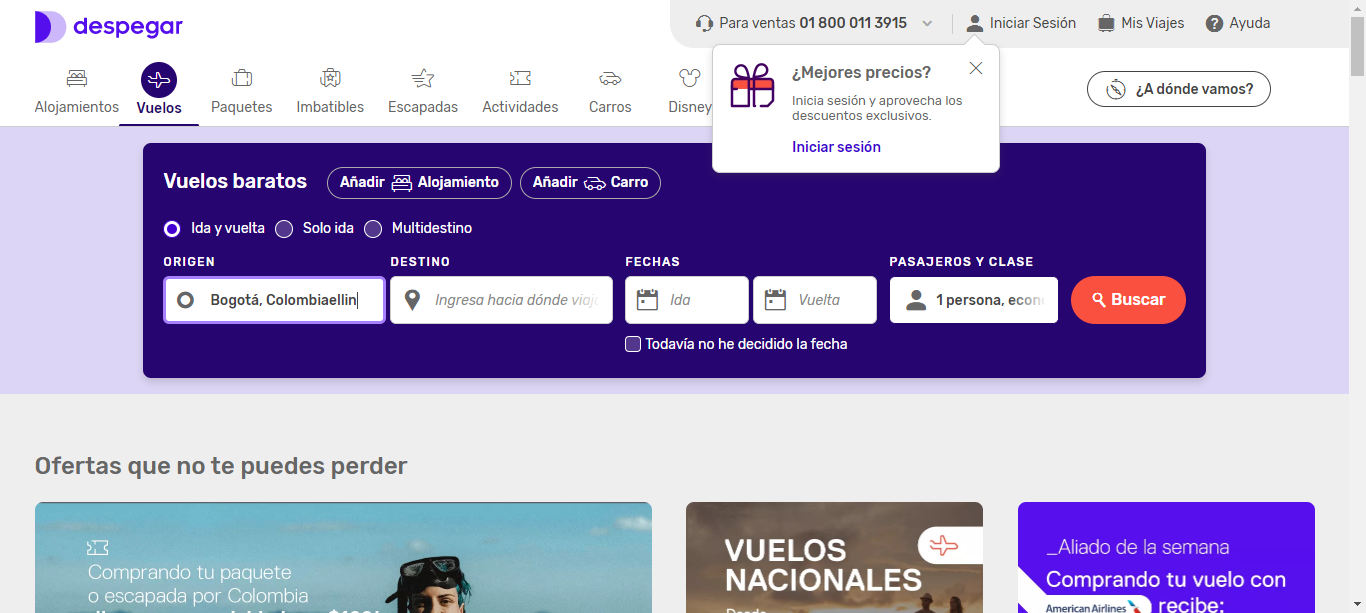 despegar
Para ventas 01 800 011 3915
Iniciar Sesión
Mis Viajes
Ayuda
Alojamientos
Vuelos
Paquetes
Imbatibles
Escapadas
Actividades
Carros
Disney
¿Mejores precios?
Inicia sesión y aprovecha los
descuentos exclusivos.
Iniciar sesión
¿A dónde vamos?
Vuelos baratos
Añadir Alojamiento
Añadir Carro
Ida y vuelta
Solo ida
Multidestino
ORIGEN
DESTINO
FECHAS
PASAJEROS Y CLASE
Bogotá, Colombiaellin
Ingresa hacia dónde viaj
Ida
Vuelta
1 persona, econ
Buscar
Todavía no he decidido la fecha
Ofertas que no te puedes perder
Comprando tu paquete
o escapada por Colombia
VUELOS
NACIONALES
Desde
_Aliado de la semana
Comprando tu vuelo con
American Airlines recibe: